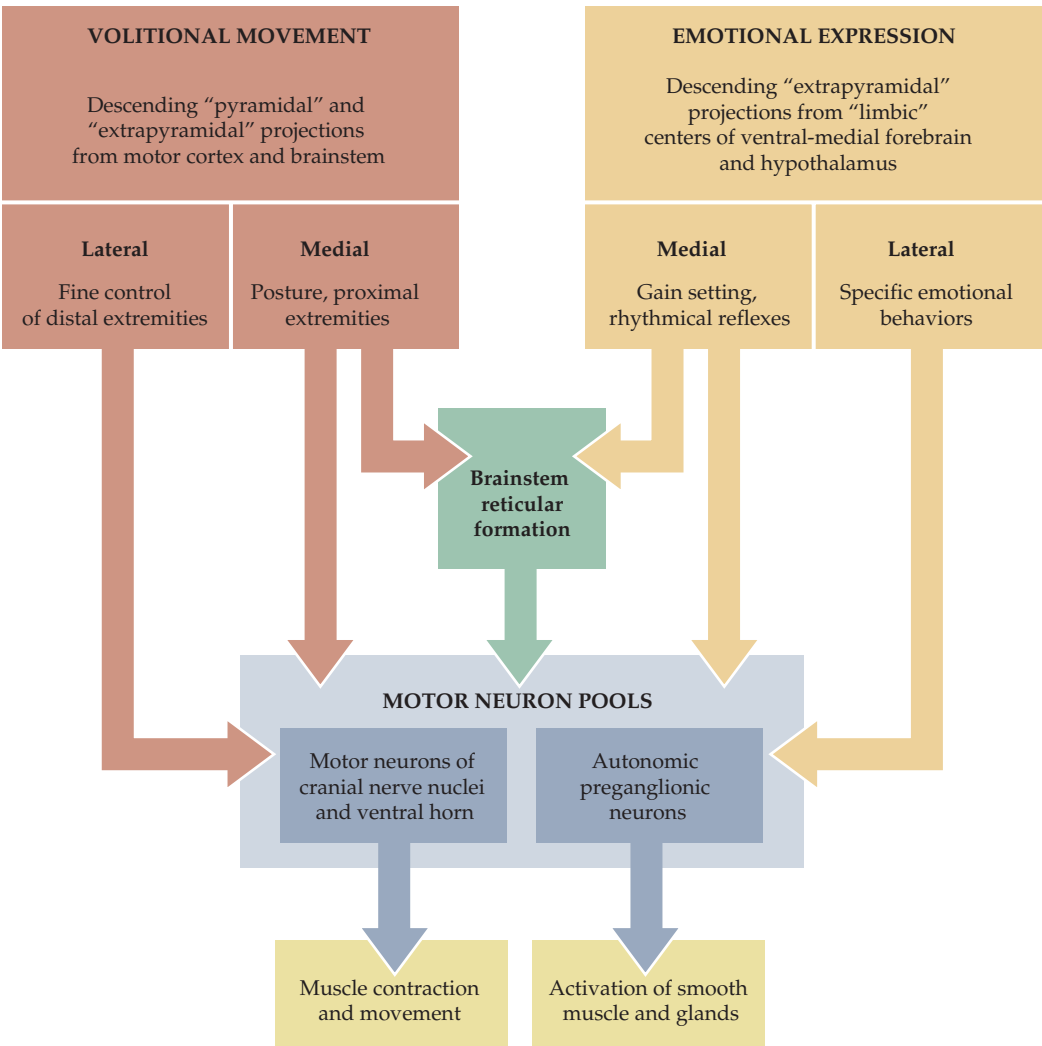 VOLITIONAL MOVEMENT
Descending “pyramidal” and
“extrapyramidal” projections
from motor cortex and brainstem
EMOTIONAL EXPRESSION
Descending “extrapyramidal”
projections from “limbic”
centers of ventral-medial forebrain
and hypothalamus
Lateral
Fine control
of distal extremities
Medial
Posture, proximal
extremities
Medial
Gain setting,
rhythmical reflexes
Lateral
Specific emotional
behaviors
Brainstem
reticular
formation
MOTOR NEURON POOLS
Motor neurons of
cranial nerve nuclei
and ventral horn
Autonomic
preganglionic
neurons
Muscle contraction
and movement
Activation of smooth
muscle and glands